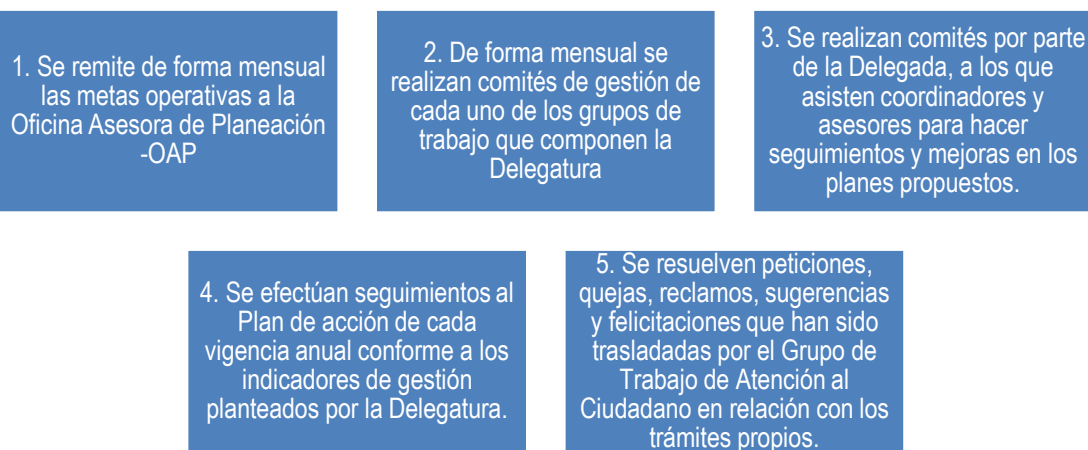 1. Se remite de forma mensual
las metas operativas a la
Oficina Asesora de Planeación
-OAP
2. De forma mensual se
realizan comités de gestión de
cada uno de los grupos de
trabajo que componen la
Delegatura
3. Se realizan comités por parte
de la Delegada, a los que
asisten coordinadores y
asesores para hacer
seguimientos y mejoras en los
planes propuestos.
4. Se efectúan seguimientos al
Plan de acción de cada
vigencia anual conforme a los
indicadores de gestión
planteados por la Delegatura.
5. Se resuelven peticiones,
quejas, reclamos, sugerencias
y felicitaciones que han sido
trasladadas por el Grupo de
Trabajo de Atención al
Ciudadano en relación con los
trámites propios.